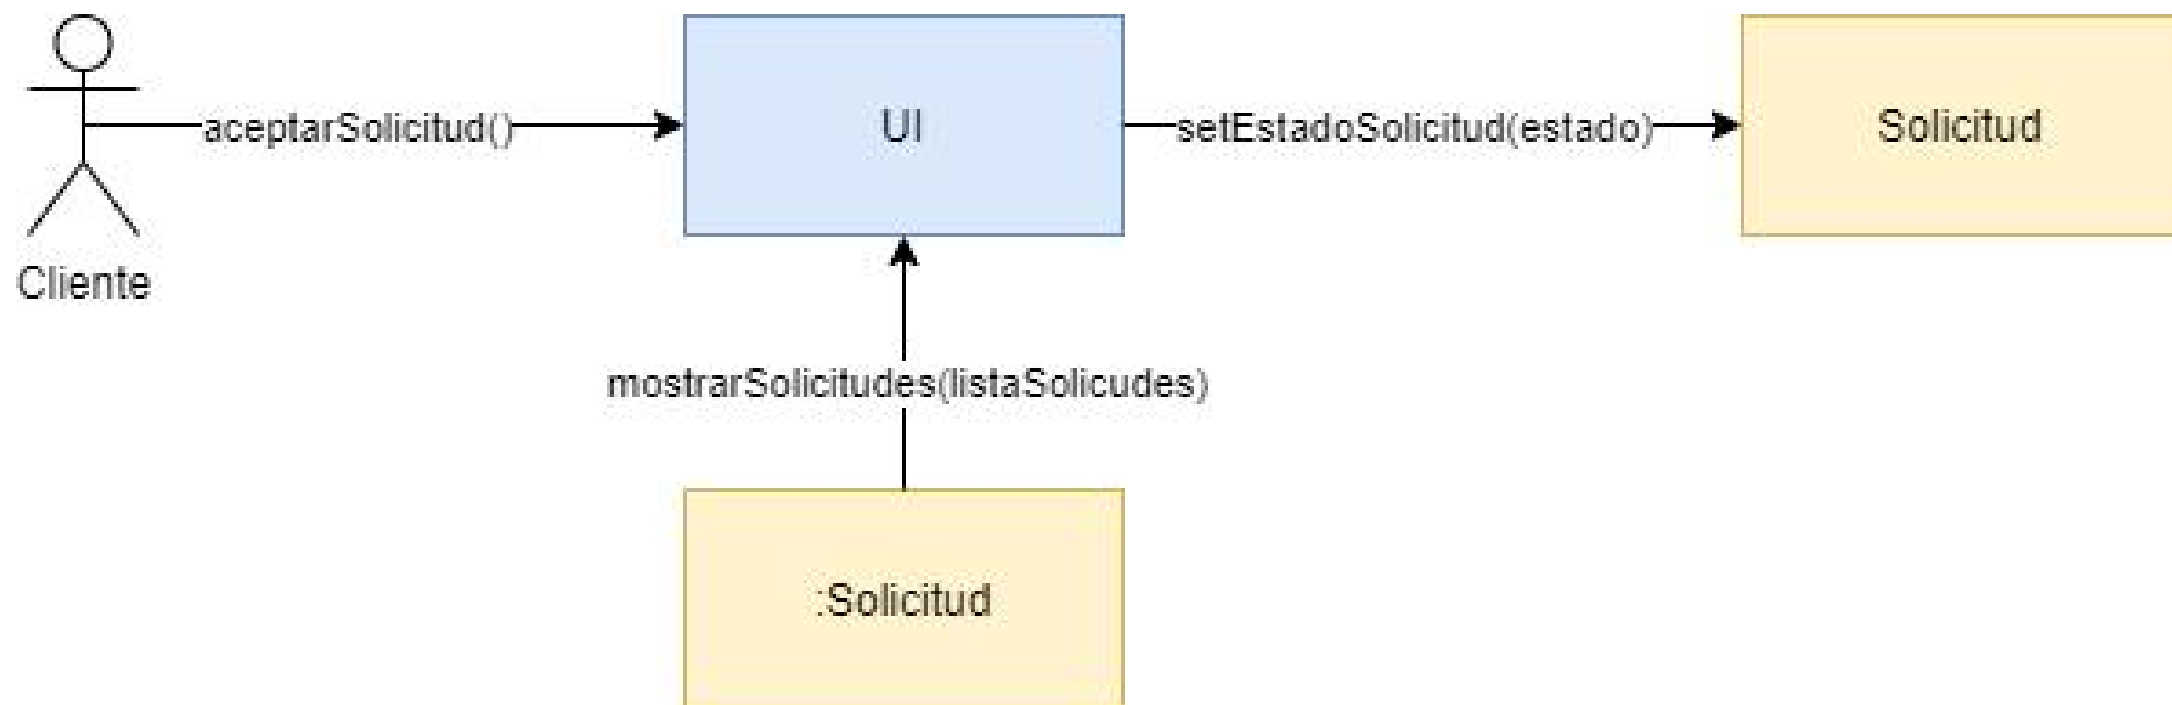 aceptarSolicitud()
UI
setEstadoSolicitud(estado)
Solicitud
Cliente
mostrarSolicitudes(listaSolicudes)
:Solicitud